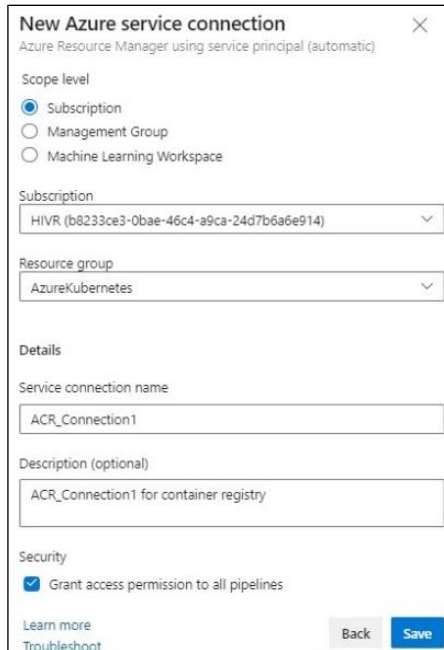 New Azure service connection
Azure Resource Manager using service principal (automatic)
Scope level
Subscription
Management Group
Machine Learning Workspace
Subscription
HIVR (b8233ce3-0bae-46c4-a9ca-24d7b6a6e914)
Resource group
AzureKubernetes
Details
Service connection name
ACR_Connection1
Description (optional)
ACR_Connection1 for container registry
Security
Grant access permission to all pipelines
Learn more
Troubleshoot
Back
Save